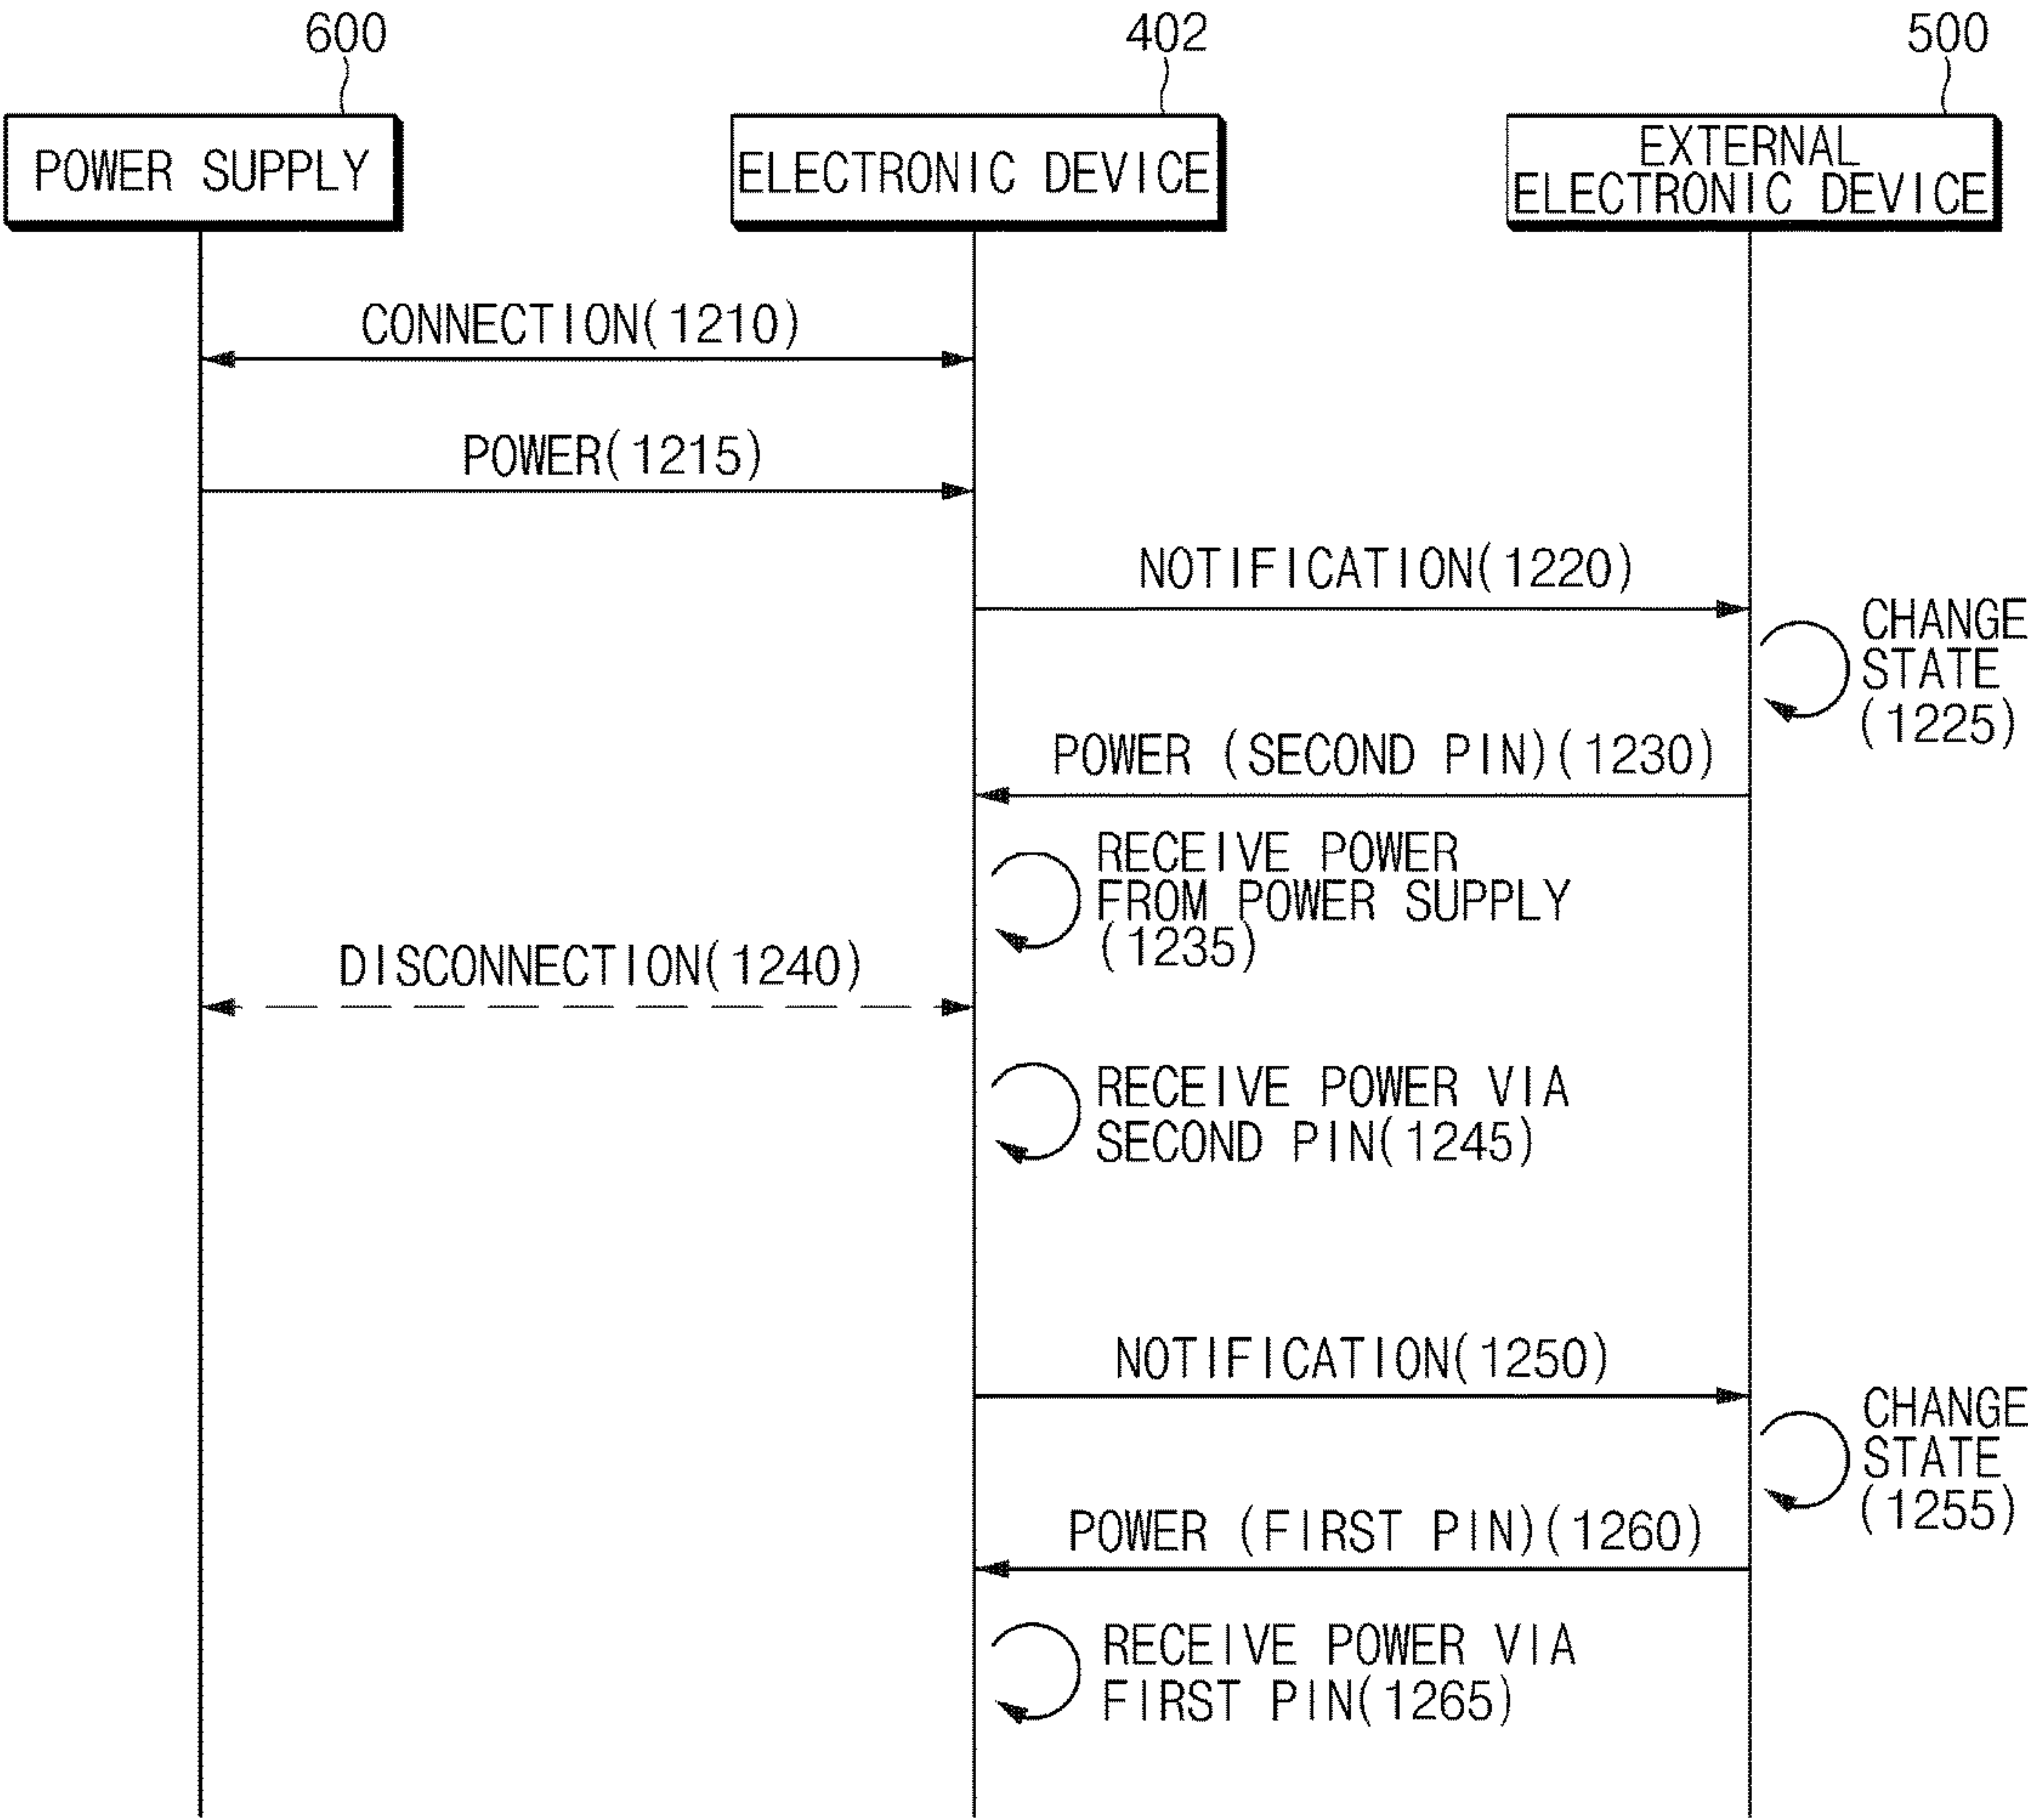 600
402
500
POWER SUPPLY
ELECTRONIC DEVICE
EXTERNAL
ELECTRONIC DEVICE
CONNECTION(1210)
POWER(1215)
NOTIFICATION(1220)
CHANGE
STATE
(1225)
POWER (SECOND PIN)(1230)
RECEIVE POWER
FROM POWER SUPPLY
(1235)
DISCONNECTION(1240)
RECEIVE POWER VIA
SECOND PIN(1245)
NOTIFICATION(1250)
CHANGE
STATE
(1255)
POWER (FIRST PIN)(1260)
RECEIVE POWER VIA
FIRST PIN(1265)